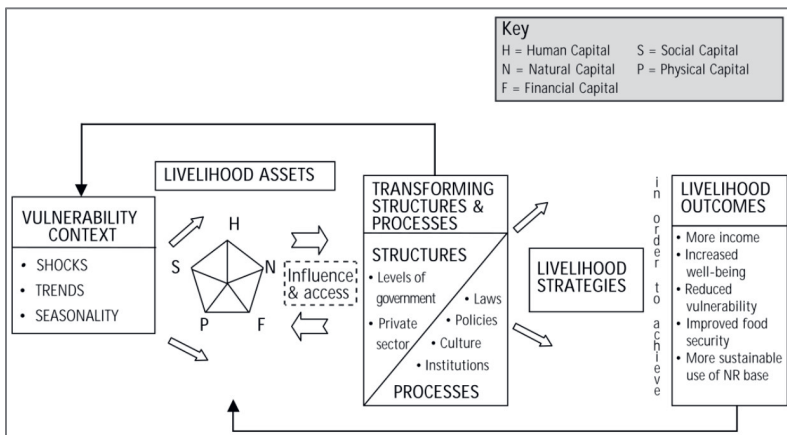 Key
H = Human Capital S = Social Capital
N = Natural Capital P = Physical Capital
F = Financial Capital
LIVELIHOOD ASSETS
VULNERABILITY
CONTEXT
• SHOCKS
• TRENDS
• SEASONALITY
H
S
N
P
F
Influence
& access
TRANSFORMING
STRUCTURES &
PROCESSES
STRUCTURES
• Levels of
government
• Private
sector
• Laws
• Policies
• Culture
• Institutions
PROCESSES
LIVELIHOOD
STRATEGIES
in order to achieve
LIVELIHOOD
OUTCOMES
• More income
• Increased
well-being
• Reduced
vulnerability
• Improved food
security
• More sustainable
use of NR base